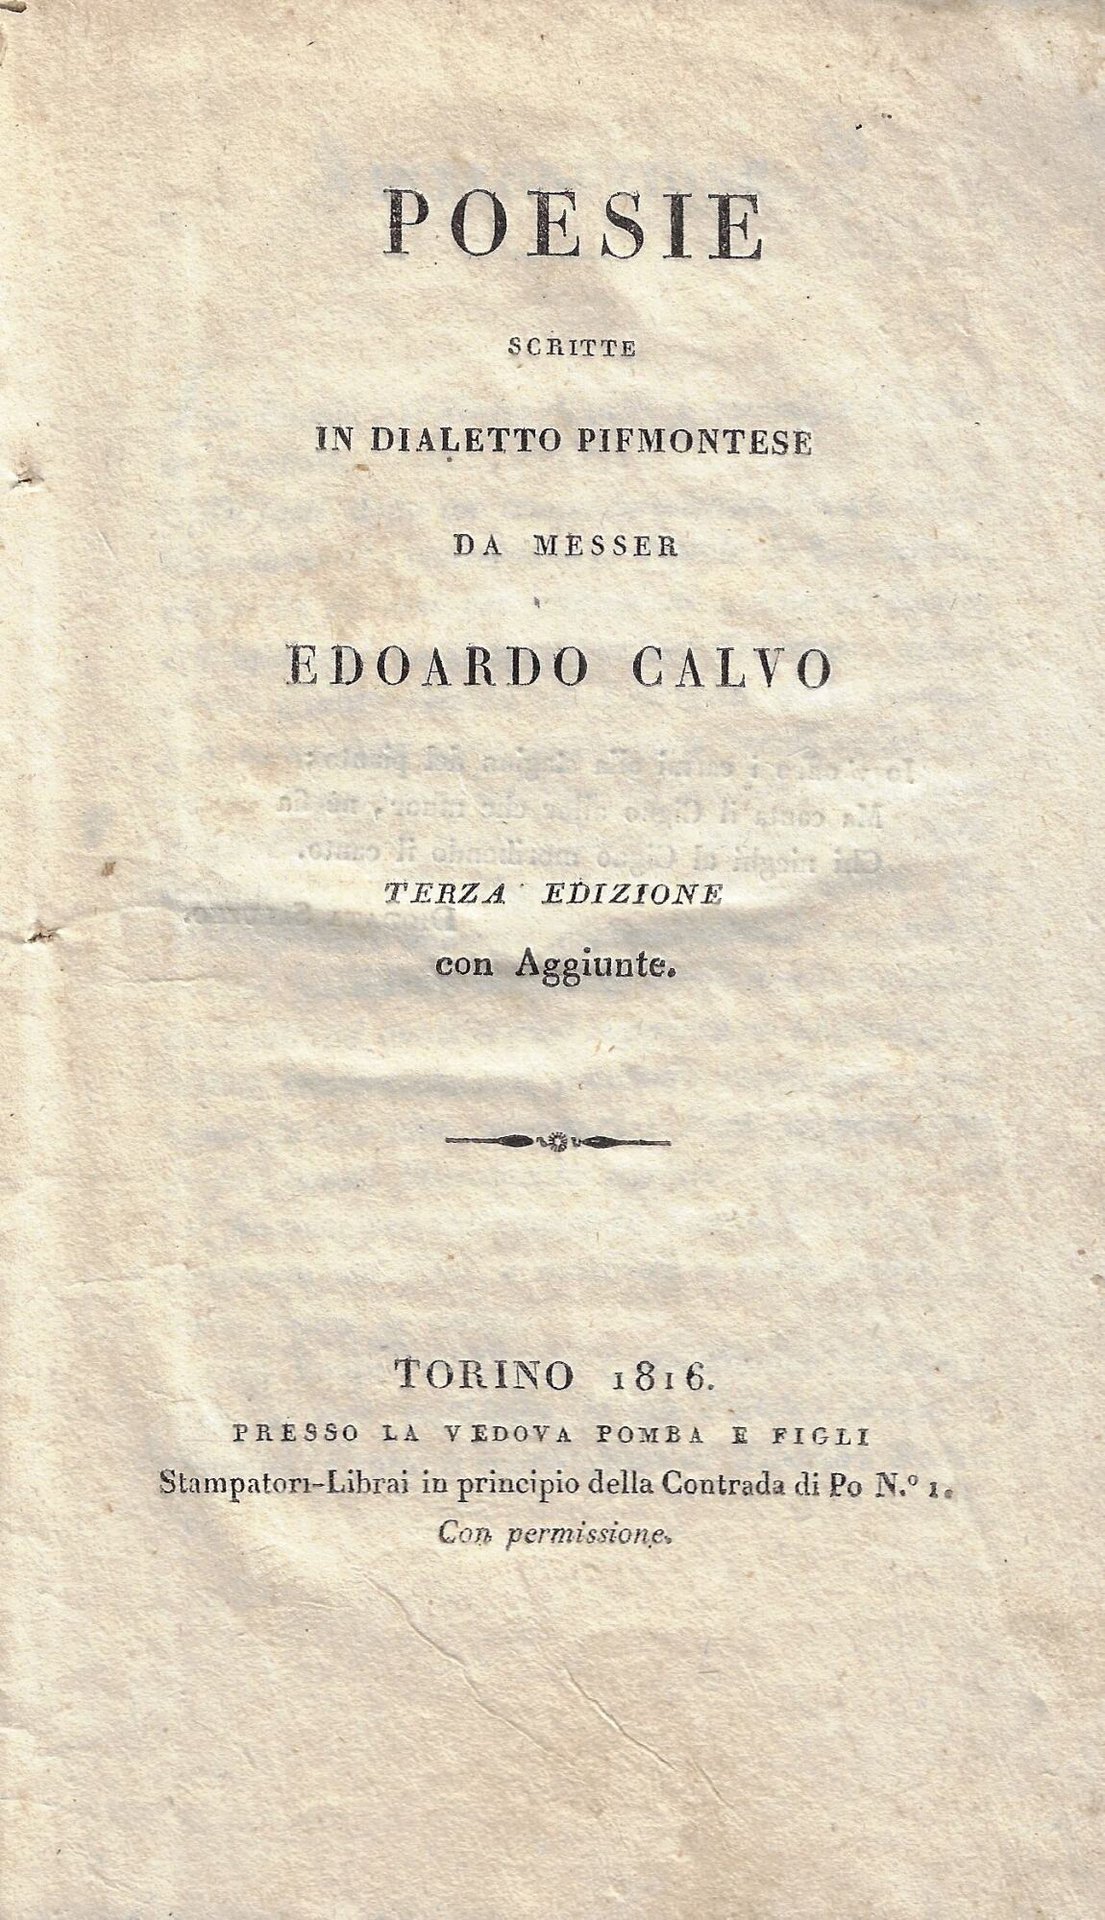 POESIE
SCRITTE
IN DIALETTO PIEMONTESE
DA MESSER
EDOARDO CALVO
TERZA EDIZIONE
con Aggiunte.
TORINO 1816.
PRESSO LA VEDOVA POMBA E FIGLI
Stampatori-Librai in principio della Contrada di Po N.º 1.
Con permissione.